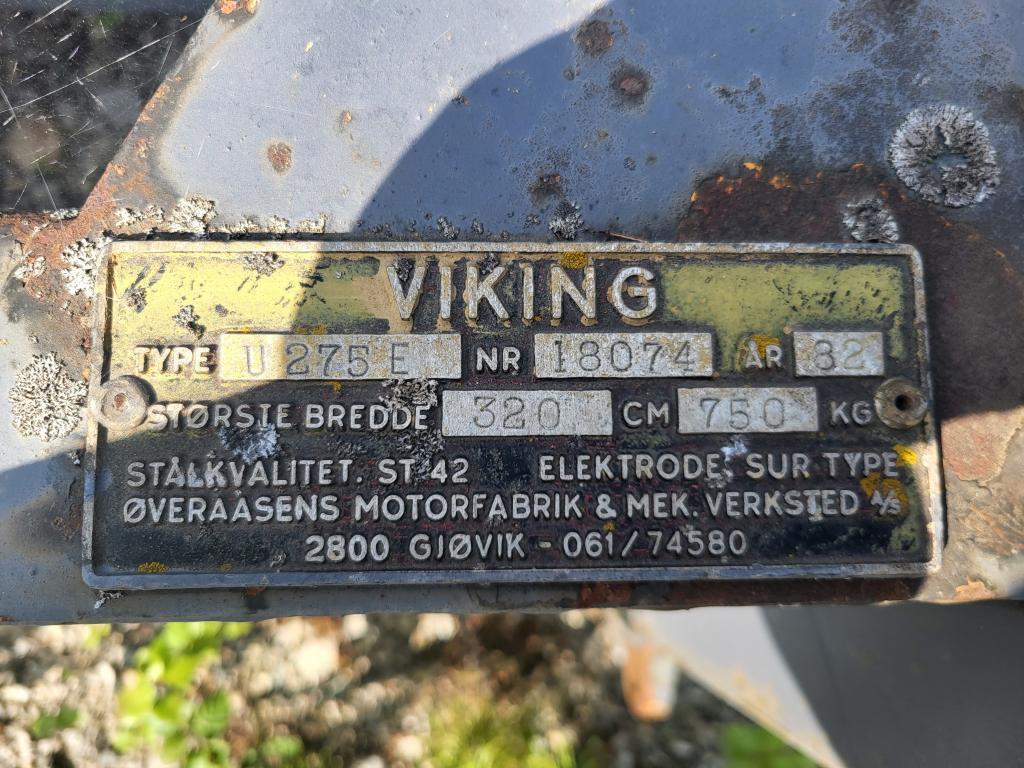 VIKING
TYPE U 275 E NR 18074 ÅR 82
STØRSTE BREDDE 320 CM 750 KG
STÅLKVALITET. ST 42 ELEKTRODE. SUR TYPE
ØVERAASENS MOTORFABRIK & MEK. VERKSTED A/S
2800 GJØVIK - 061/74580